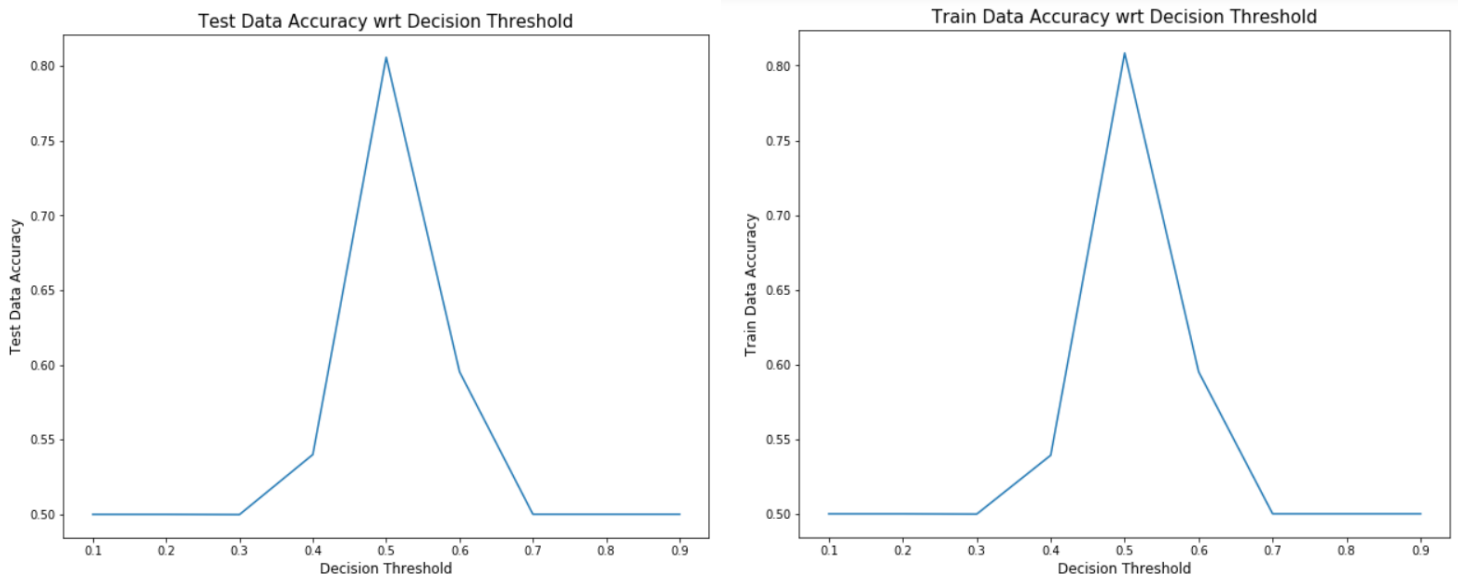 Test Data Accuracy wrt Decision Threshold
Test Data Accuracy
0.80
0.75
0.70
0.65
0.60
0.55
0.50
0.1 0.2 0.3 0.4 0.5 0.6 0.7 0.8 0.9
Decision Threshold
Train Data Accuracy wrt Decision Threshold
Train Data Accuracy
0.80
0.75
0.70
0.65
0.60
0.55
0.50
0.1 0.2 0.3 0.4 0.5 0.6 0.7 0.8 0.9
Decision Threshold